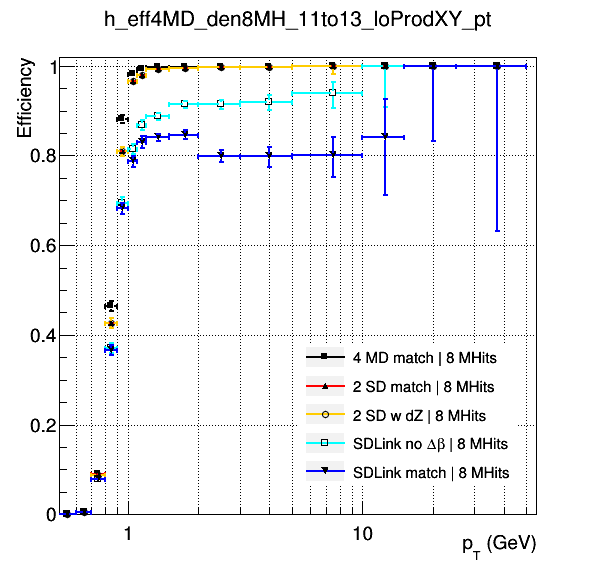 h_eff4MD_den8MH_11to13_loProdXY_pt
Efficiency
1
0.8
0.6
0.4
0.2
0
4 MD match | 8 MHits
2 SD match | 8 MHits
2 SD w dZ | 8 MHits
SDLink no Δβ | 8 MHits
SDLink match | 8 MHits
1
10
p_T (GeV)